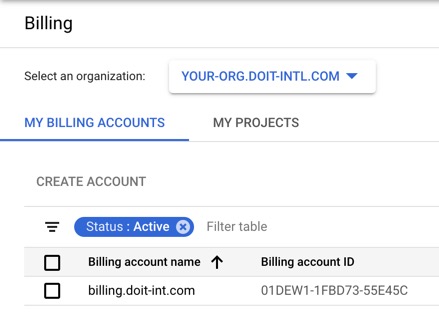 Billing
Select an organization: YOUR-ORG.DOIT-INTL.COM
MY BILLING ACCOUNTS MY PROJECTS
CREATE ACCOUNT
Status : Active Filter table
Billing account name Billing account ID
billing.doit-int.com 01DEW1-1FBD73-55E45C